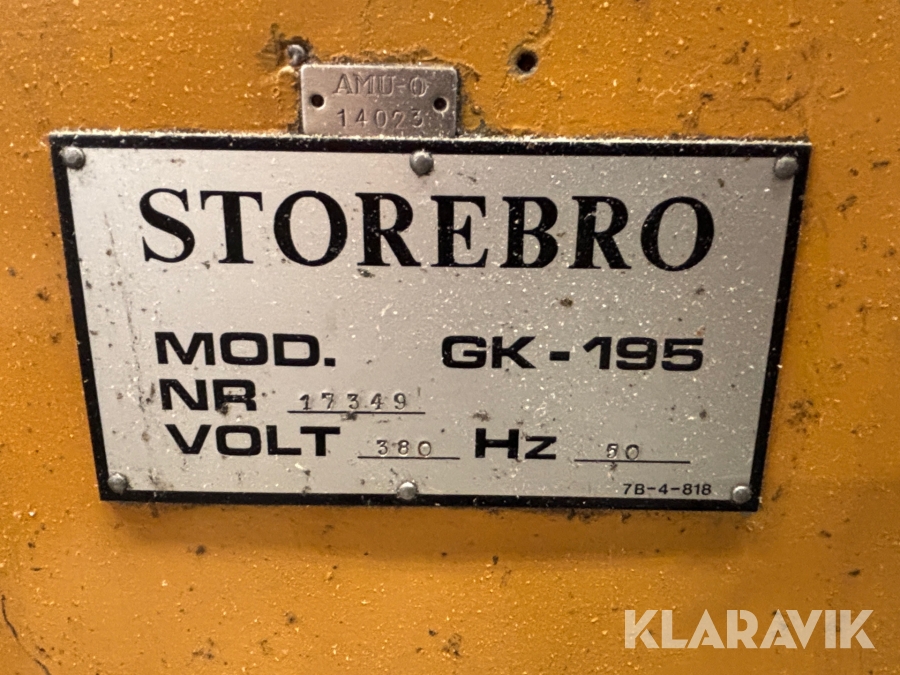 AMU-Ö
14023
STOREBRO
MOD. GK-195
NR 17349
VOLT 380 Hz 50
7B-4-818
KLARAVIK